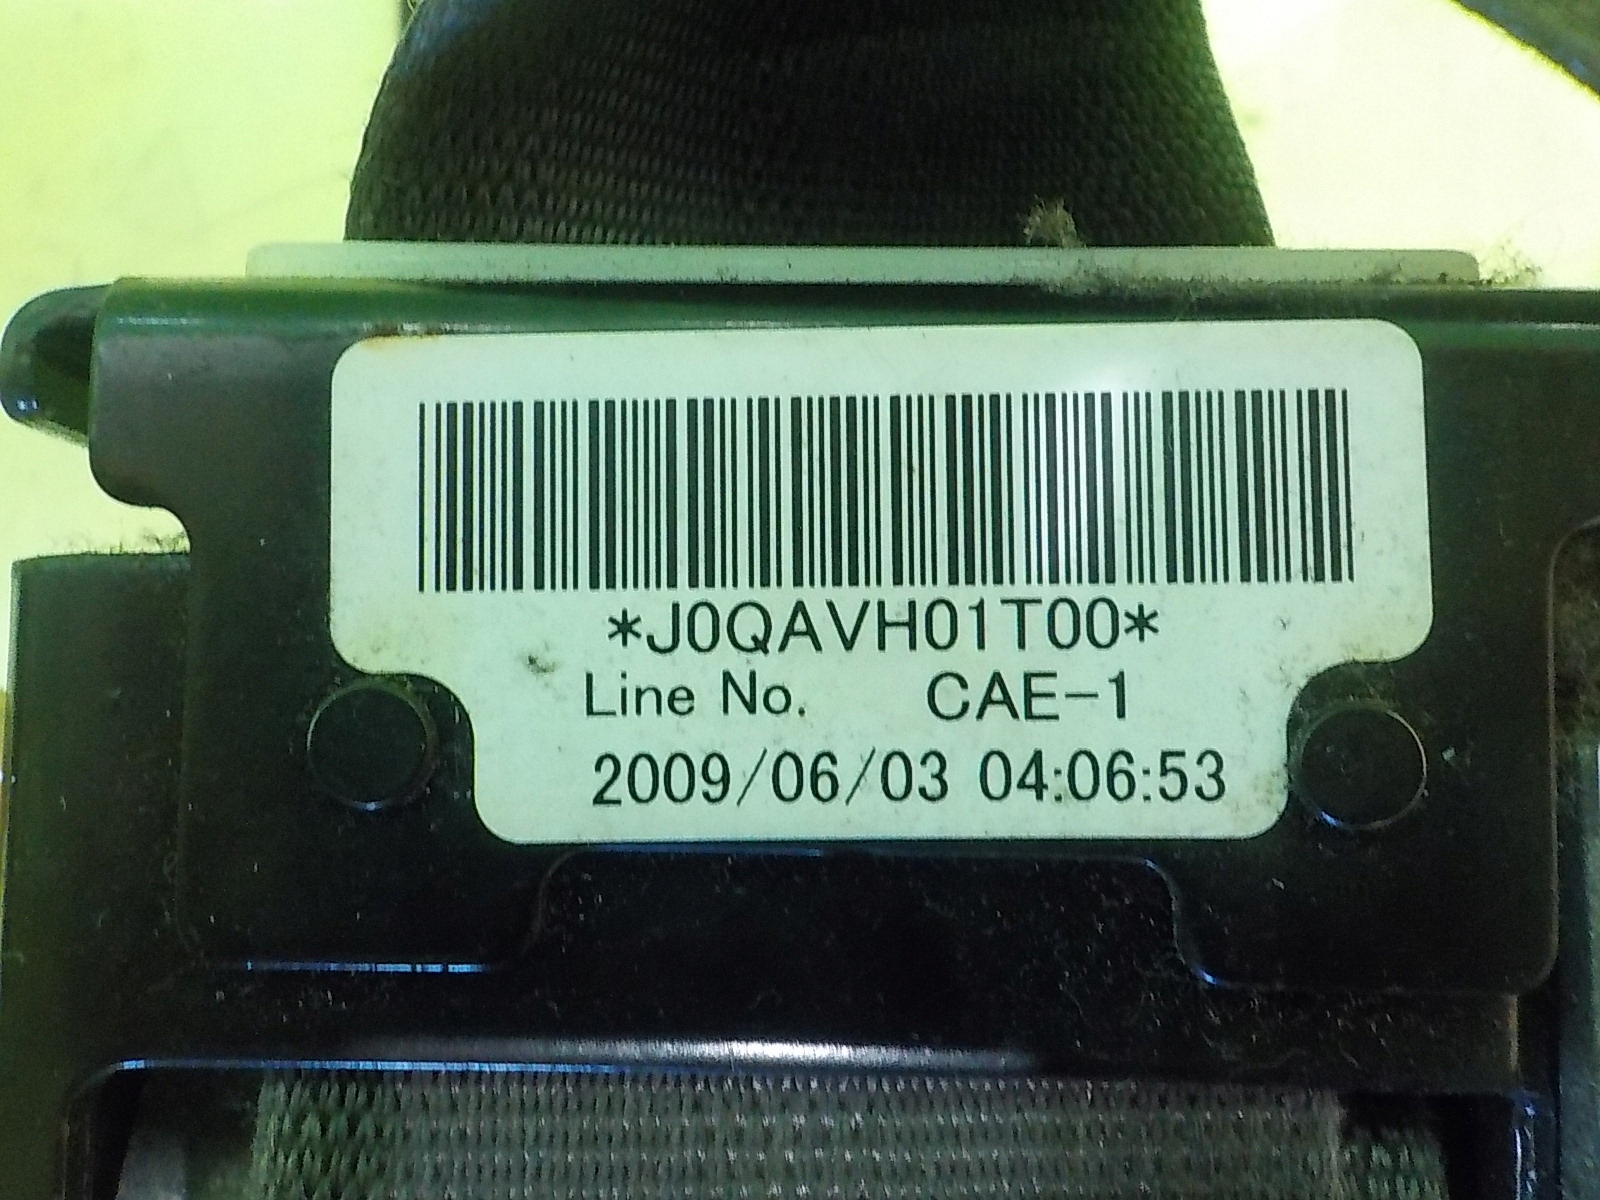 *J0QAVH01T00*
Line No. CAE-1
2009/06/03 04:06:53